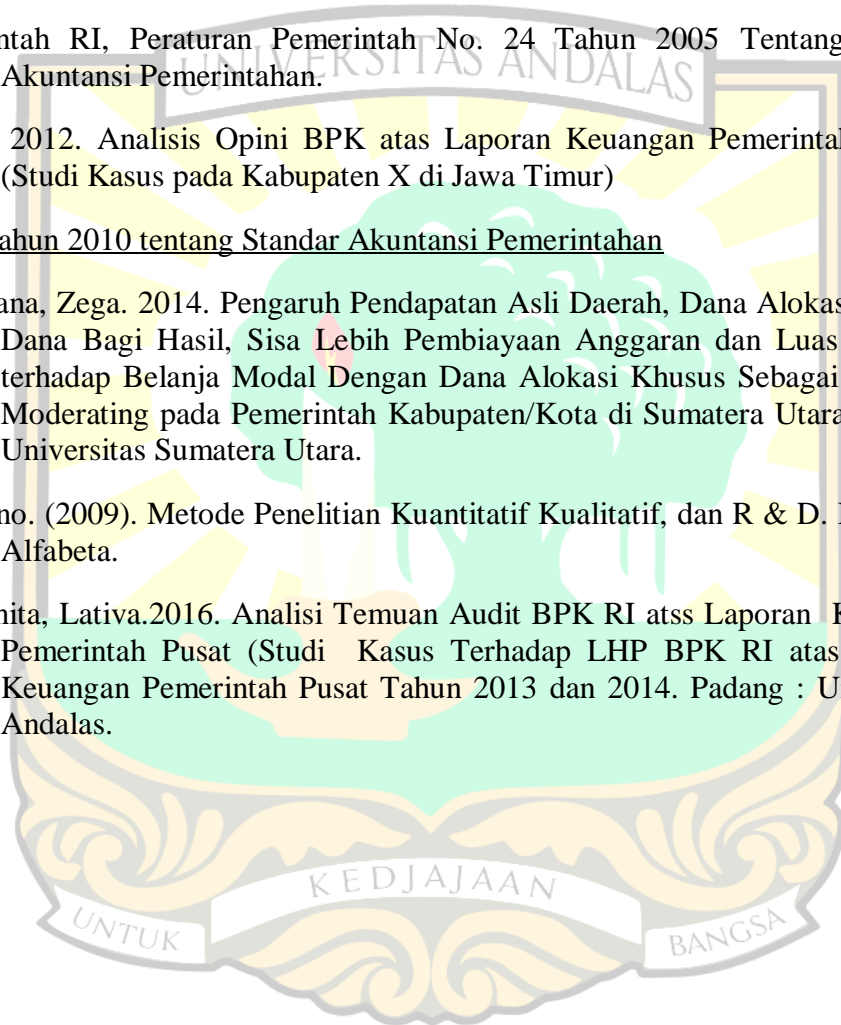 ntah RI, Peraturan Pemerintah No. 24 Tahun 2005 Tentang
Akuntansi Pemerintahan.
UNIVERSITAS ANDALAS
2012. Analisis Opini BPK atas Laporan Keuangan Pemerintah
(Studi Kasus pada Kabupaten X di Jawa Timur)
ahun 2010 tentang Standar Akuntansi Pemerintahan
ana, Zega. 2014. Pengaruh Pendapatan Asli Daerah, Dana Alokas
Dana Bagi Hasil, Sisa Lebih Pembiayaan Anggaran dan Luas
terhadap Belanja Modal Dengan Dana Alokasi Khusus Sebagai
Moderating pada Pemerintah Kabupaten/Kota di Sumatera Utara
Universitas Sumatera Utara.
no. (2009). Metode Penelitian Kuantitatif Kualitatif, dan R & D.
Alfabeta.
nita, Lativa.2016. Analisi Temuan Audit BPK RI atss Laporan K
Pemerintah Pusat (Studi Kasus Terhadap LHP BPK RI atas
Keuangan Pemerintah Pusat Tahun 2013 dan 2014. Padang : U
Andalas.
UNTUK KEDJAJAAN BANGSA